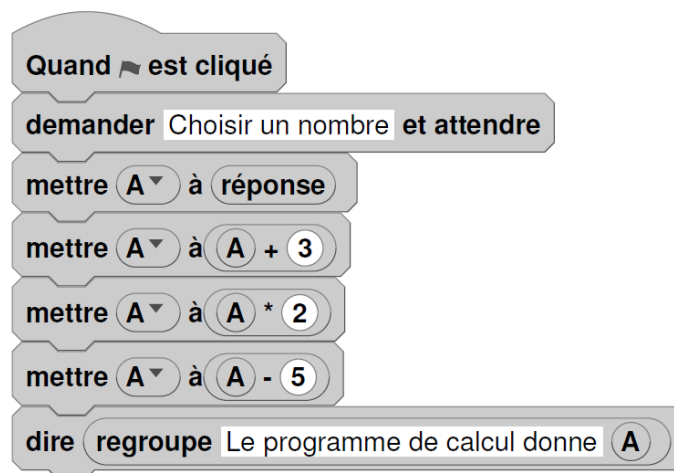 Quand est cliqué
demander Choisir un nombre et attendre
mettre A à réponse
mettre A à A + 3
mettre A à A * 2
mettre A à A - 5
dire regroupe Le programme de calcul donne A